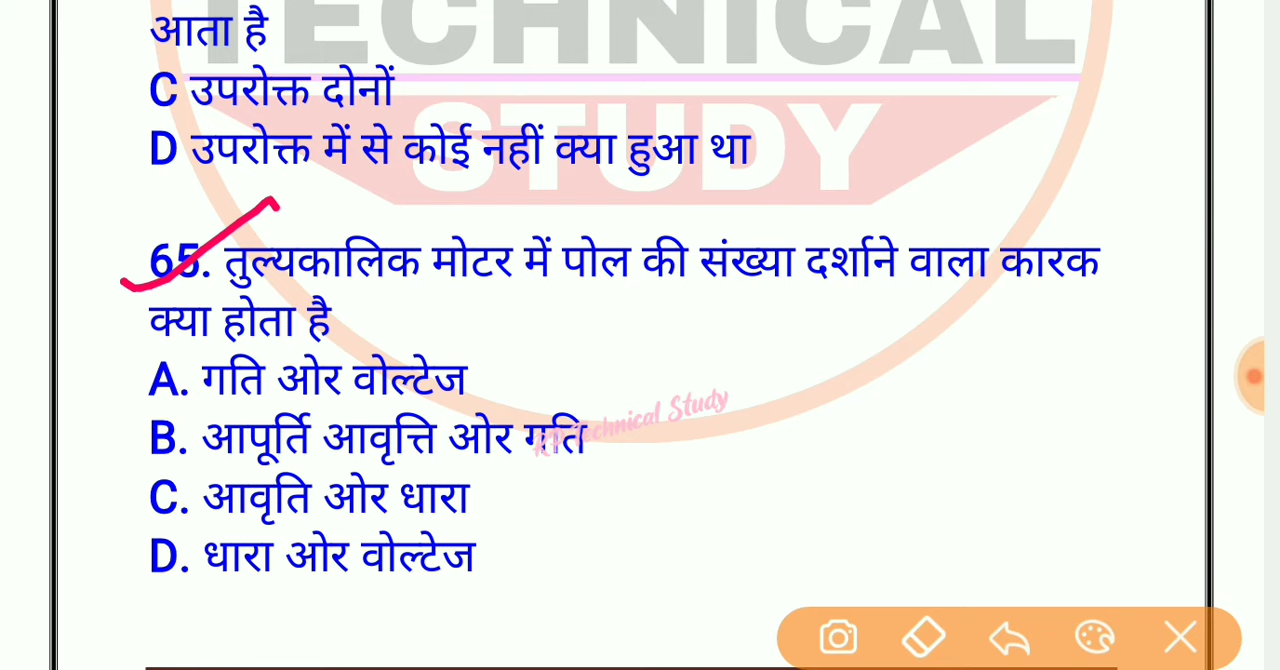 TECHNICAL
आता है
C उपरोक्त दोनों
STUDY
D उपरोक्त में से कोई नहीं क्या हुआ था
65. तुल्यकालिक मोटर में पोल की संख्या दर्शाने वाला कारक
क्या होता है
A. गति ओर वोल्टेज
RP Technical Study
B. आपूर्ति आवृत्ति ओर गति
C. आवृति ओर धारा
D. धारा ओर वोल्टेज